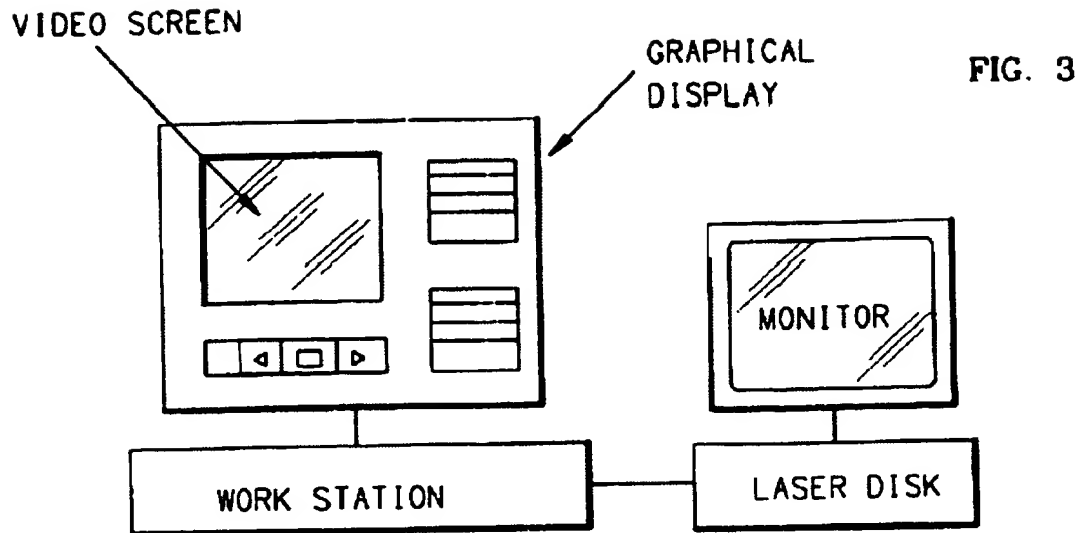 VIDEO SCREEN
GRAPHICAL
DISPLAY
FIG. 3
MONITOR
WORK STATION
LASER DISK